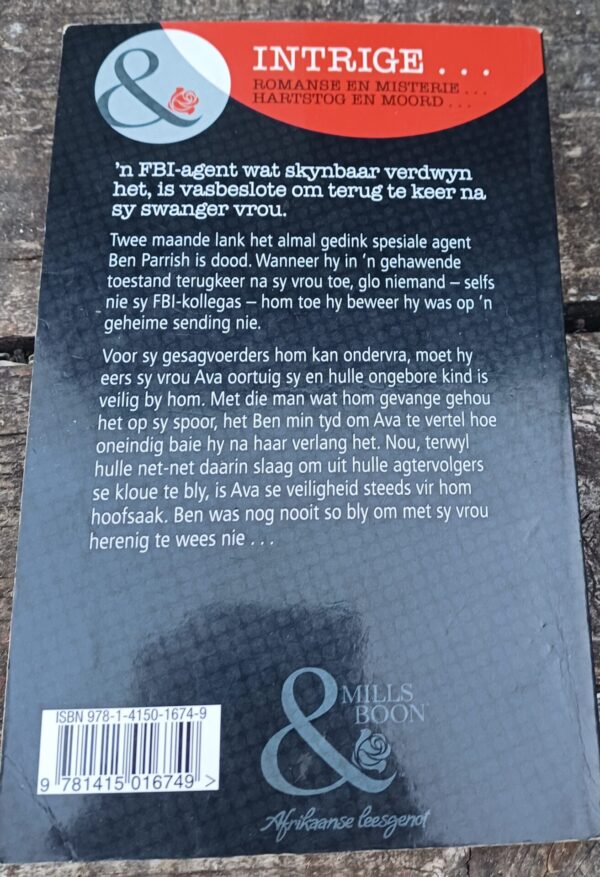 &
INTRIGE . . .
ROMANSE EN MISTERIE . . .
HARTSTOG EN MOORD . . .
'n FBI-agent wat skynbaar verdwyn
het, is vasbeslote om terug te keer na
sy swanger vrou.
Twee maande lank het almal gedink spesiale agent
Ben Parrish is dood. Wanneer hy in 'n gehawende
toestand terugkeer na sy vrou toe, glo niemand – selfs
nie sy FBI-kollegas – hom toe hy beweer hy was op 'n
geheime sending nie.
Voor sy gesagvoerders hom kan ondervra, moet hy
eers sy vrou Ava oortuig sy en hulle ongebore kind is
veilig by hom. Met die man wat hom gevange gehou
het op sy spoor, het Ben min tyd om Ava te vertel hoe
oneindig baie hy na haar verlang het. Nou, terwyl
hulle net-net daarin slaag om uit hulle agtervolgers
se kloue te bly, is Ava se veiligheid steeds vir hom
hoofsaak. Ben was nog nooit so bly om met sy vrou
herenig te wees nie . . .
ISBN 978-1-4150-1674-9
9 781415 016749 >
& MILLS
BOON
Afrikaanse leesgenot